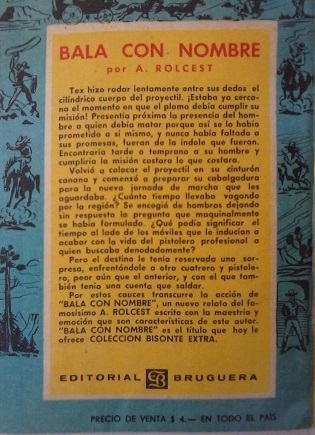 BALA CON NOMBRE
por A. ROLCEST
Tex hizo rodar lentamente entre sus dedos el
cilíndrico cuerpo del proyectil. ¡Estaba ya cerca-
no el momento en que el plomo debía cumplir su
misión! Presentía próxima la presencia del hom-
bre a quien debía matar porque así se lo había
prometido a sí mismo, y nunca había faltado a
sus promesas, fueran de la índole que fueran.
Encontraría tarde o temprano a su hombre y
cumpliría la misión costara lo que costara.
Volvió a colocar el proyectil en su cinturón
canana y comenzó a preparar su cabalgadura
para la nueva jornada de marcha que les
aguardaba. ¿Cuánto tiempo llevaba vagando
por la región? Se encogió de hombros dejando
sin respuesta la pregunta que maquinalmente
se había formulado. ¿Qué podía significar el
tiempo al lado de los móviles que le inducían a
acabar con la vida del pistolero profesional a
quien buscaba denodadamente?
Pero el destino le tenía reservada una sor-
presa, enfrentándole a otro cuatrero y pistole-
ro, peor aún que el anterior, y con el que tam-
bién tenía una cuenta que saldar.
Por estos cauces transcurre la acción de
"BALA CON NOMBRE", un nuevo relato del fa-
mosísimo A. ROLCEST escrito con la maestría y
emoción que son características de este autor.
"BALA CON NOMBRE" es el título que hoy le
ofrece COLECCION BISONTE EXTRA.
EDITORIAL B BRUGUERA
PRECIO DE VENTA $ 4.— EN TODO EL PAIS